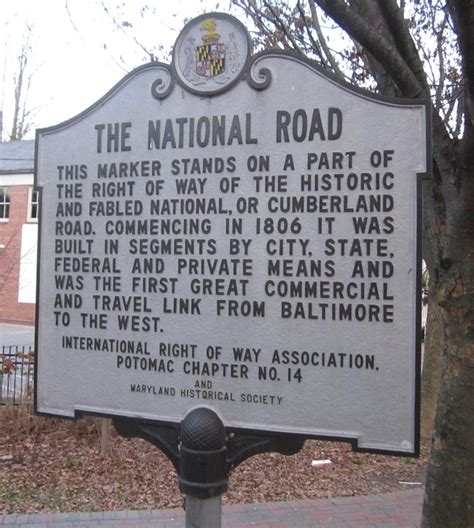 THE NATIONAL ROAD
THIS MARKER STANDS ON A PART OF
THE RIGHT OF WAY OF THE HISTORIC
AND FABLED NATIONAL, OR CUMBERLAND
ROAD. COMMENCING IN 1806 IT WAS
BUILT IN SEGMENTS BY CITY, STATE,
FEDERAL AND PRIVATE MEANS AND
WAS THE FIRST GREAT COMMERCIAL
AND TRAVEL LINK FROM BALTIMORE
TO THE WEST.
INTERNATIONAL RIGHT OF WAY ASSOCIATION,
POTOMAC CHAPTER NO. 14
AND
MARYLAND HISTORICAL SOCIETY